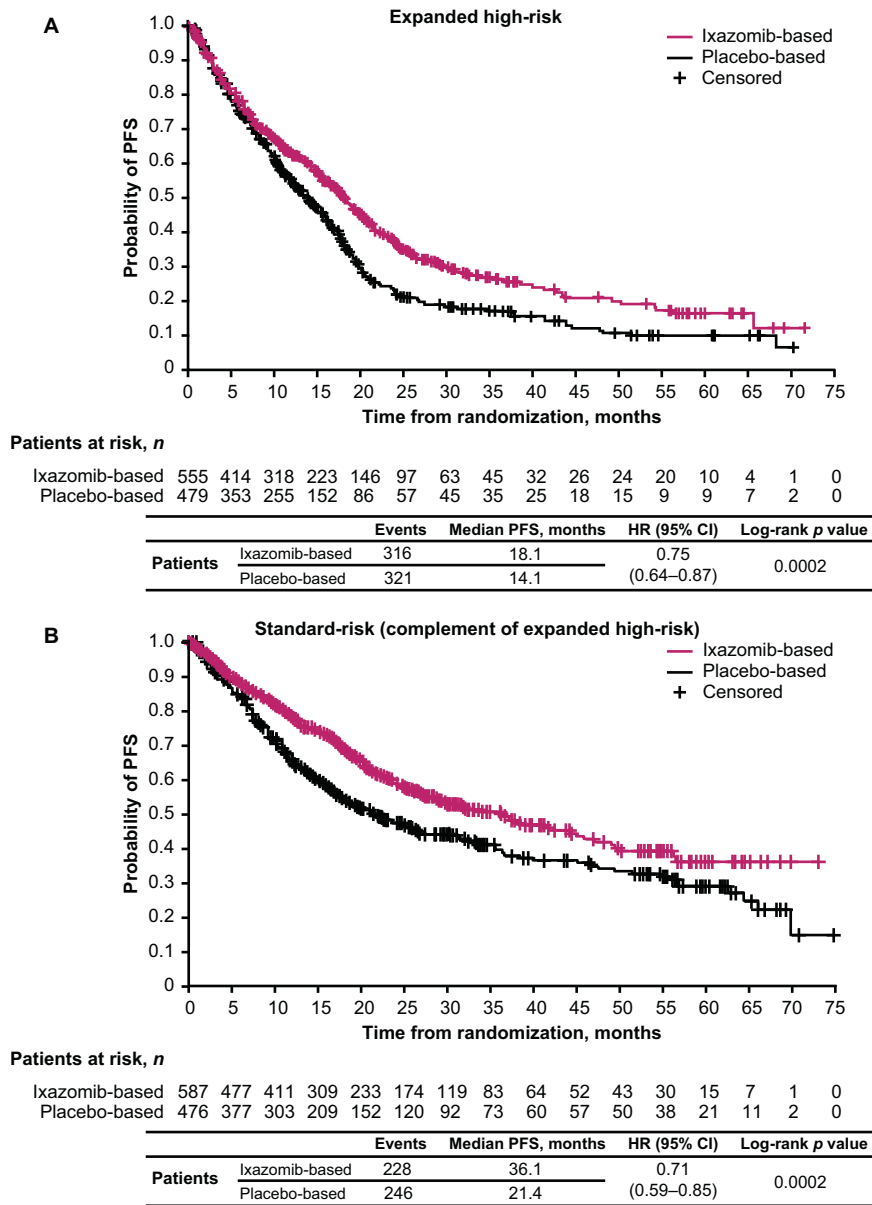 A
Expanded high-risk
Ixazomib-based
Placebo-based
Censored
Probability of PFS
1.0
0.9
0.8
0.7
0.6
0.5
0.4
0.3
0.2
0.1
0
0 5 10 15 20 25 30 35 40 45 50 55 60 65 70 75
Time from randomization, months
Patients at risk, n
Ixazomib-based 555 414 318 223 146 97 63 45 32 26 24 20 10 4 1 0
Placebo-based 479 353 255 152 86 57 45 35 25 18 15 9 9 7 2 0
Events Median PFS, months HR (95% CI) Log-rank p value
Patients Ixazomib-based 316 18.1 0.75 0.0002
Placebo-based 321 14.1 (0.64–0.87)
B
Standard-risk (complement of expanded high-risk)
Ixazomib-based
Placebo-based
Censored
Probability of PFS
1.0
0.9
0.8
0.7
0.6
0.5
0.4
0.3
0.2
0.1
0
0 5 10 15 20 25 30 35 40 45 50 55 60 65 70 75
Time from randomization, months
Patients at risk, n
Ixazomib-based 587 477 411 309 233 174 119 83 64 52 43 30 15 7 1 0
Placebo-based 476 377 303 209 152 120 92 73 60 57 50 38 21 11 2 0
Events Median PFS, months HR (95% CI) Log-rank p value
Patients Ixazomib-based 228 36.1 0.71 0.0002
Placebo-based 246 21.4 (0.59–0.85)